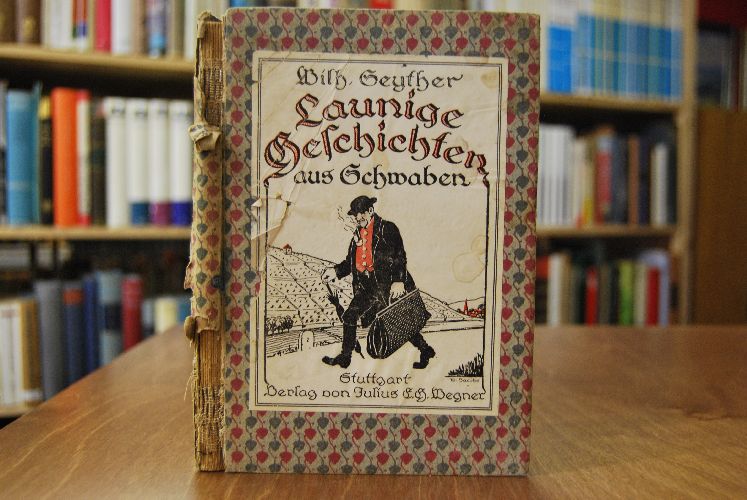 Wilh. Seyther
Launige
Geschichten
aus Schwaben
Stuttgart
Verlag von Julius E.G. Wegner